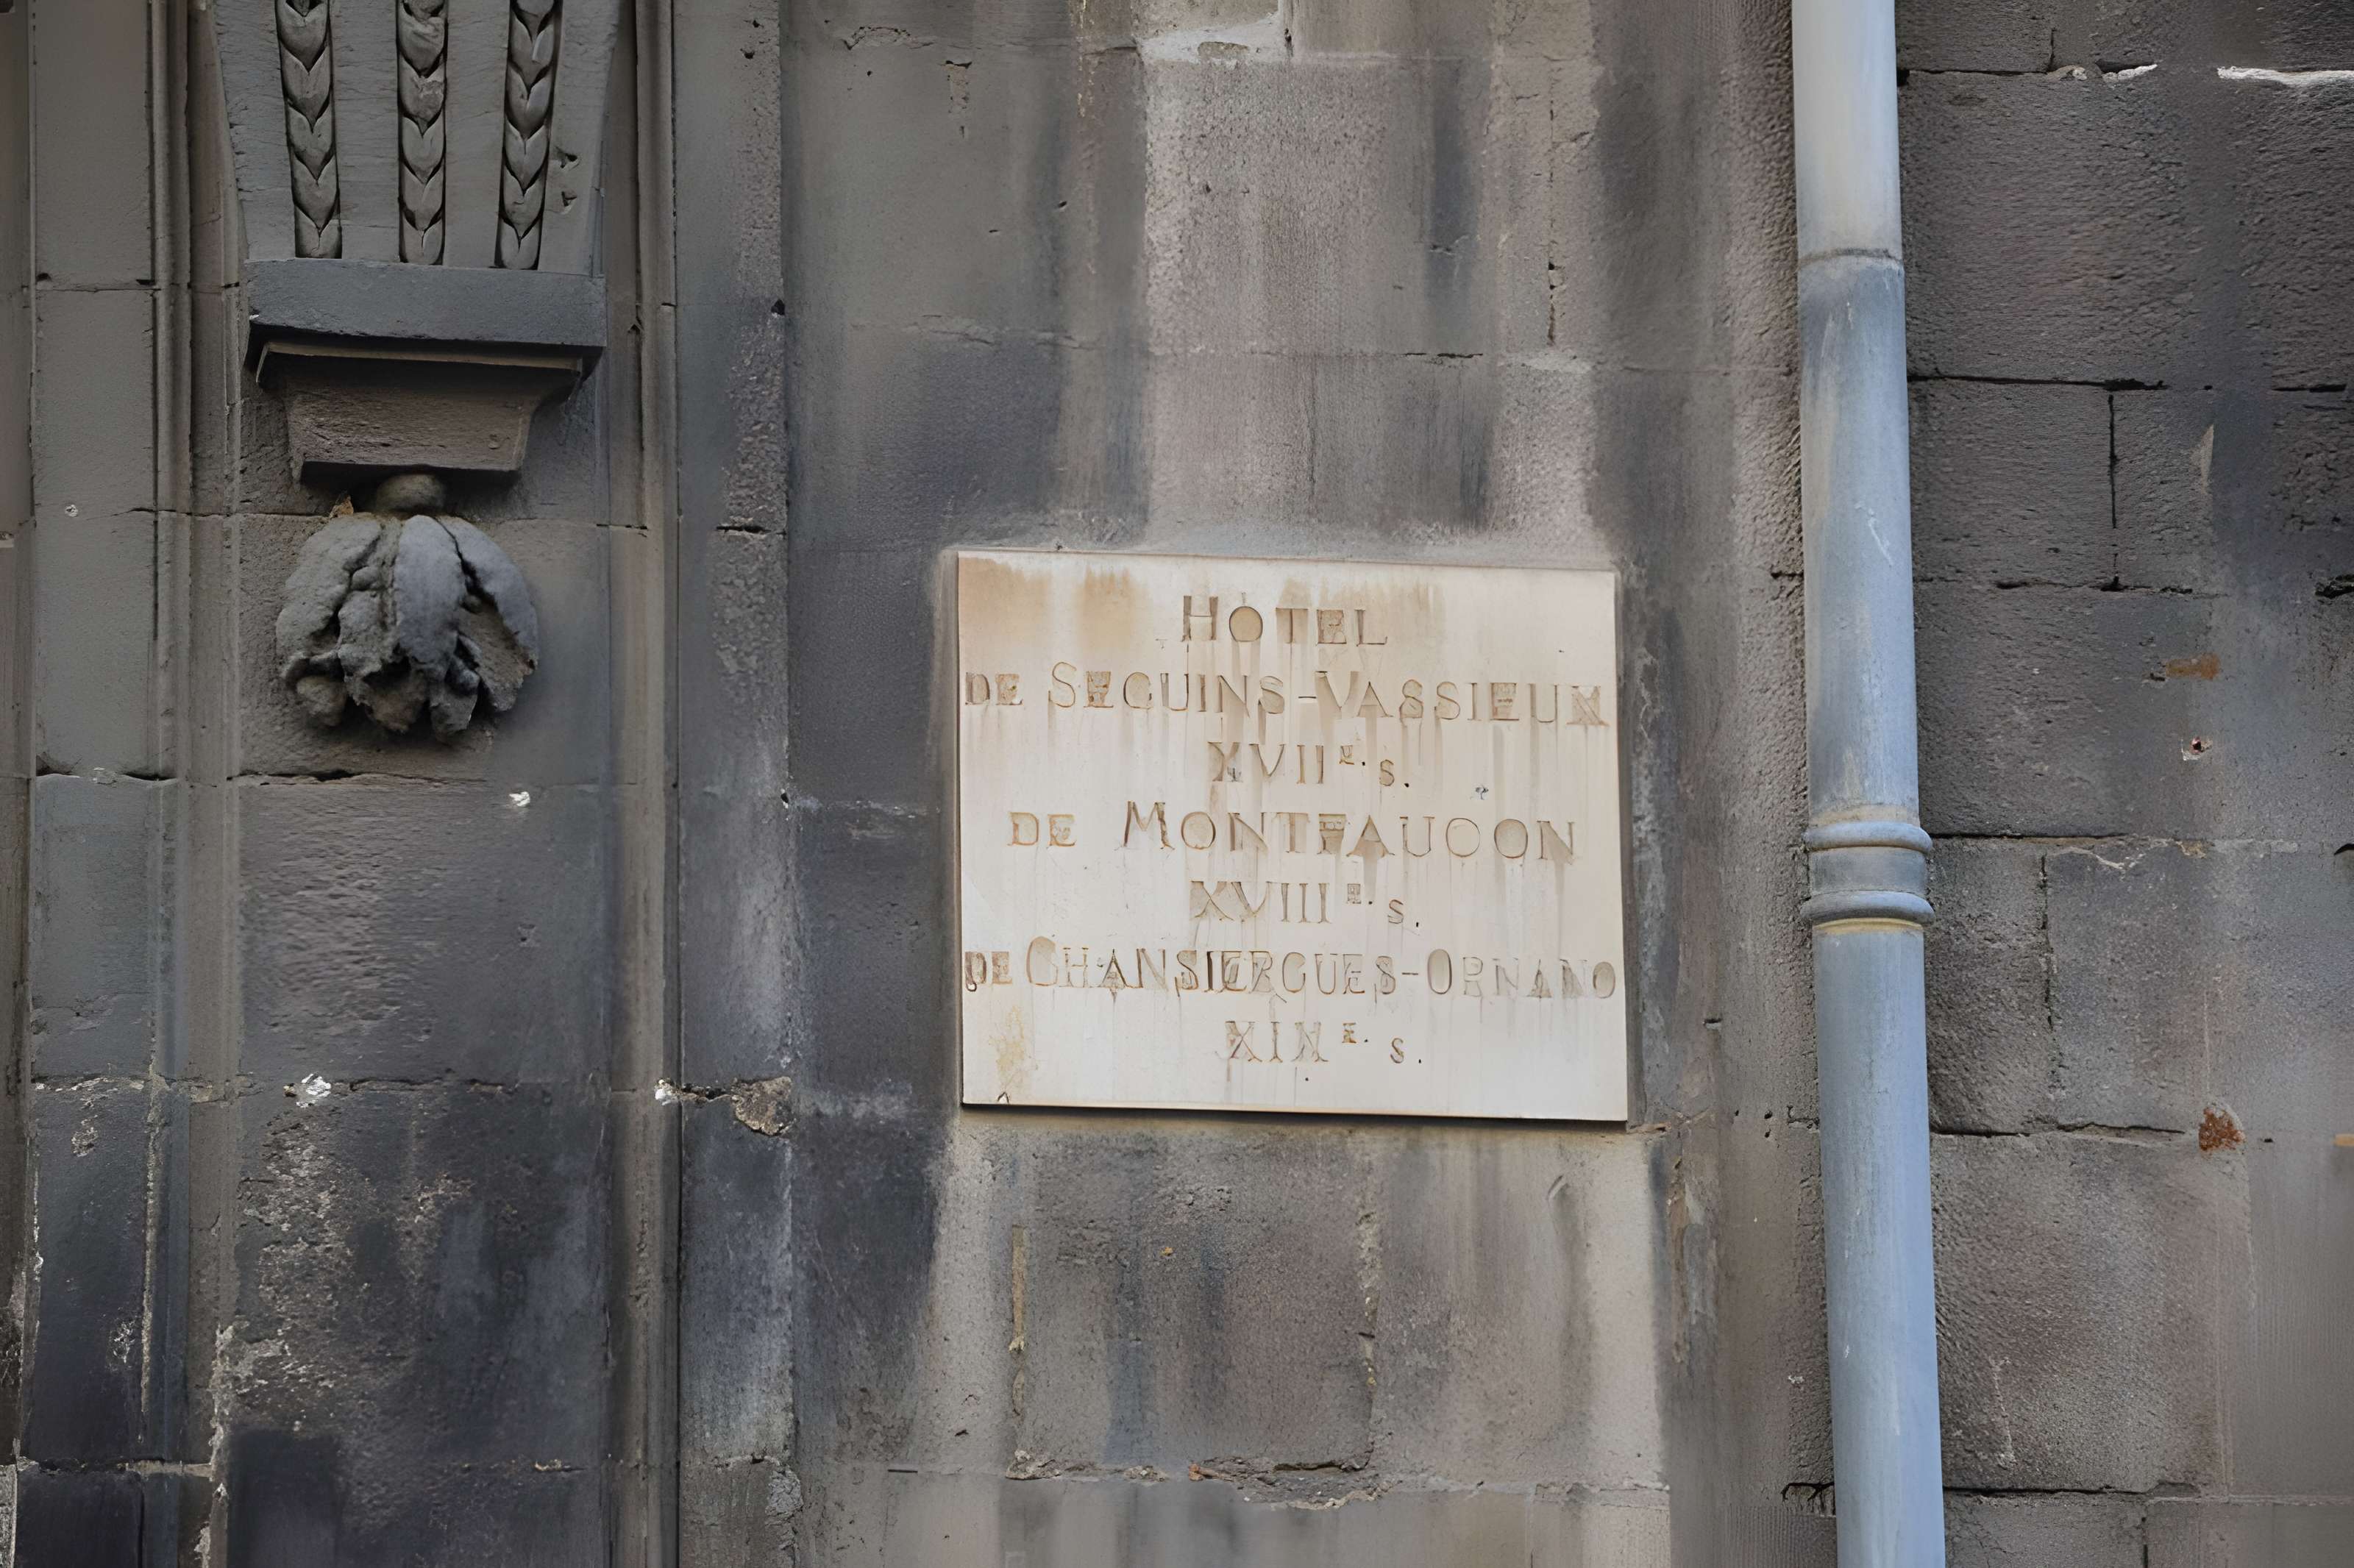 HÔTEL
DE SEGUINS-VASSIEUX
XVIIE. S.
DE MONTFAUCON
XVIIIE. S.
DE CHANSIERGUES-ORNANO
XIXE. S.